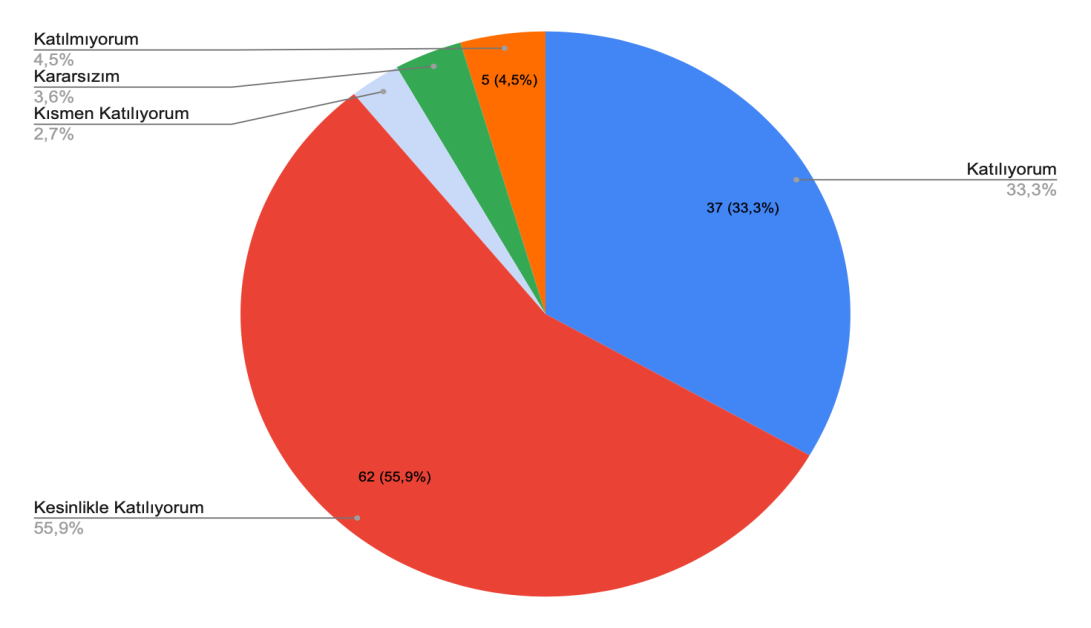 Katılmıyorum
4,5%
Kararsızım
3,6%
Kısmen Katılıyorum
2,7%
5 (4,5%)
Katılıyorum
33,3%
37 (33,3%)
62 (55,9%)
Kesinlikle Katılıyorum
55,9%